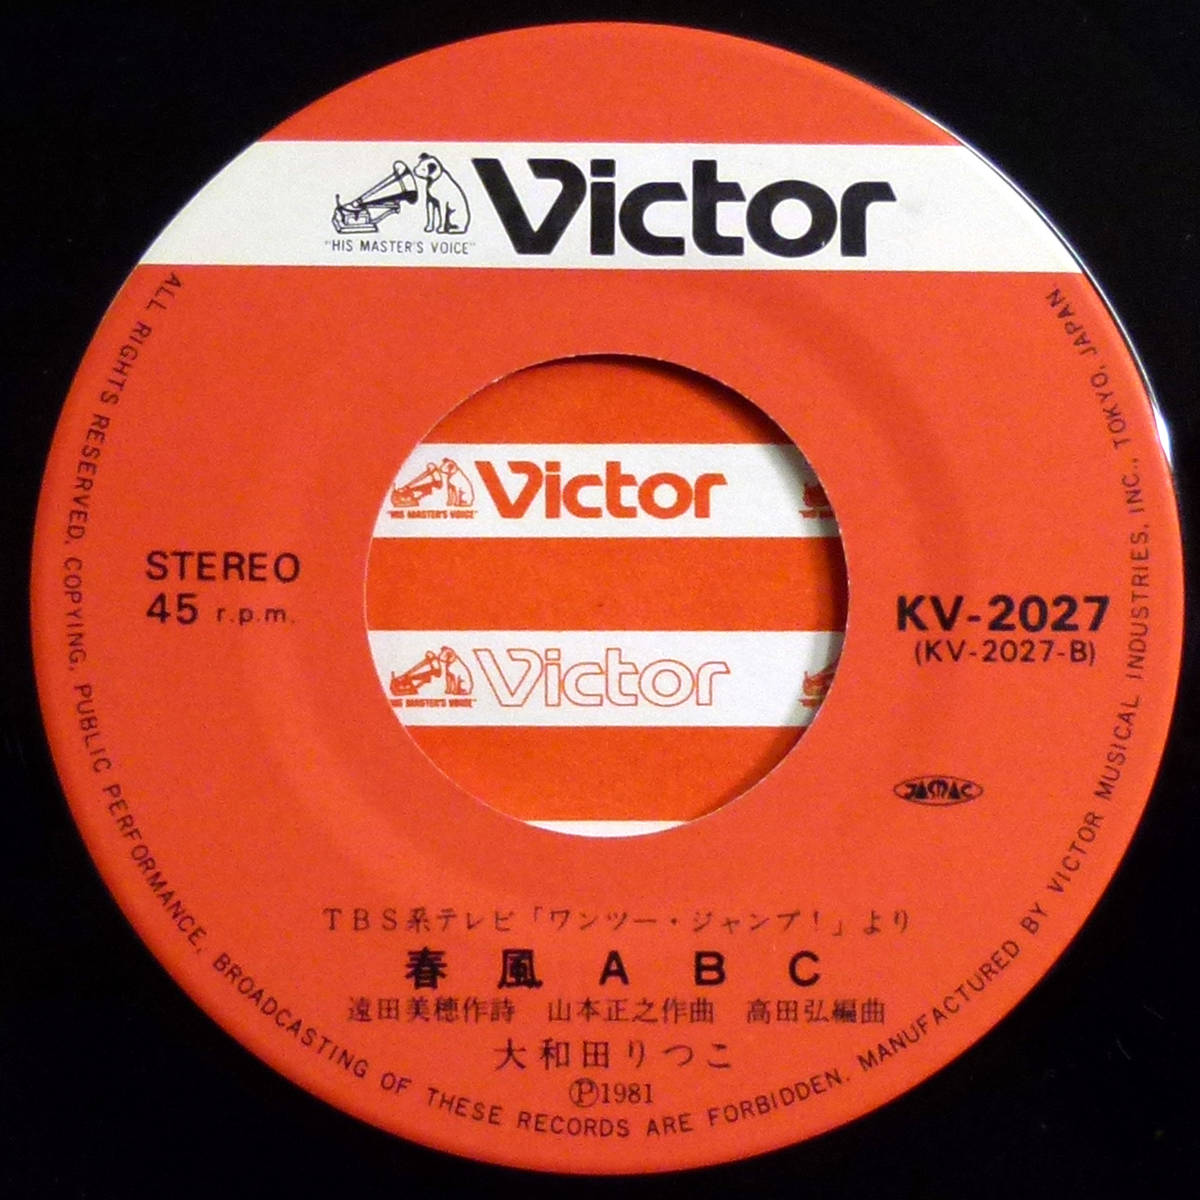 "HIS MASTER'S VOICE"
Victor
"HIS MASTER'S VOICE"
Victor
"HIS MASTER'S VOICE"
Victor
STEREO
45 r.p.m.
KV-2027
(KV-2027-B)
JASMAC
TBS系テレビ「ワンツー・ジャンプ!」より
春風ABC
遠田美穂作詩 山本正之作曲 高田弘編曲
大和田りつこ
Ⓟ1981
ALL RIGHTS RESERVED. COPYING, PUBLIC PERFORMANCE, BROADCASTING OF THESE RECORDS ARE FORBIDDEN. MANUFACTURED BY VICTOR MUSICAL INDUSTRIES, INC., TOKYO, JAPAN.